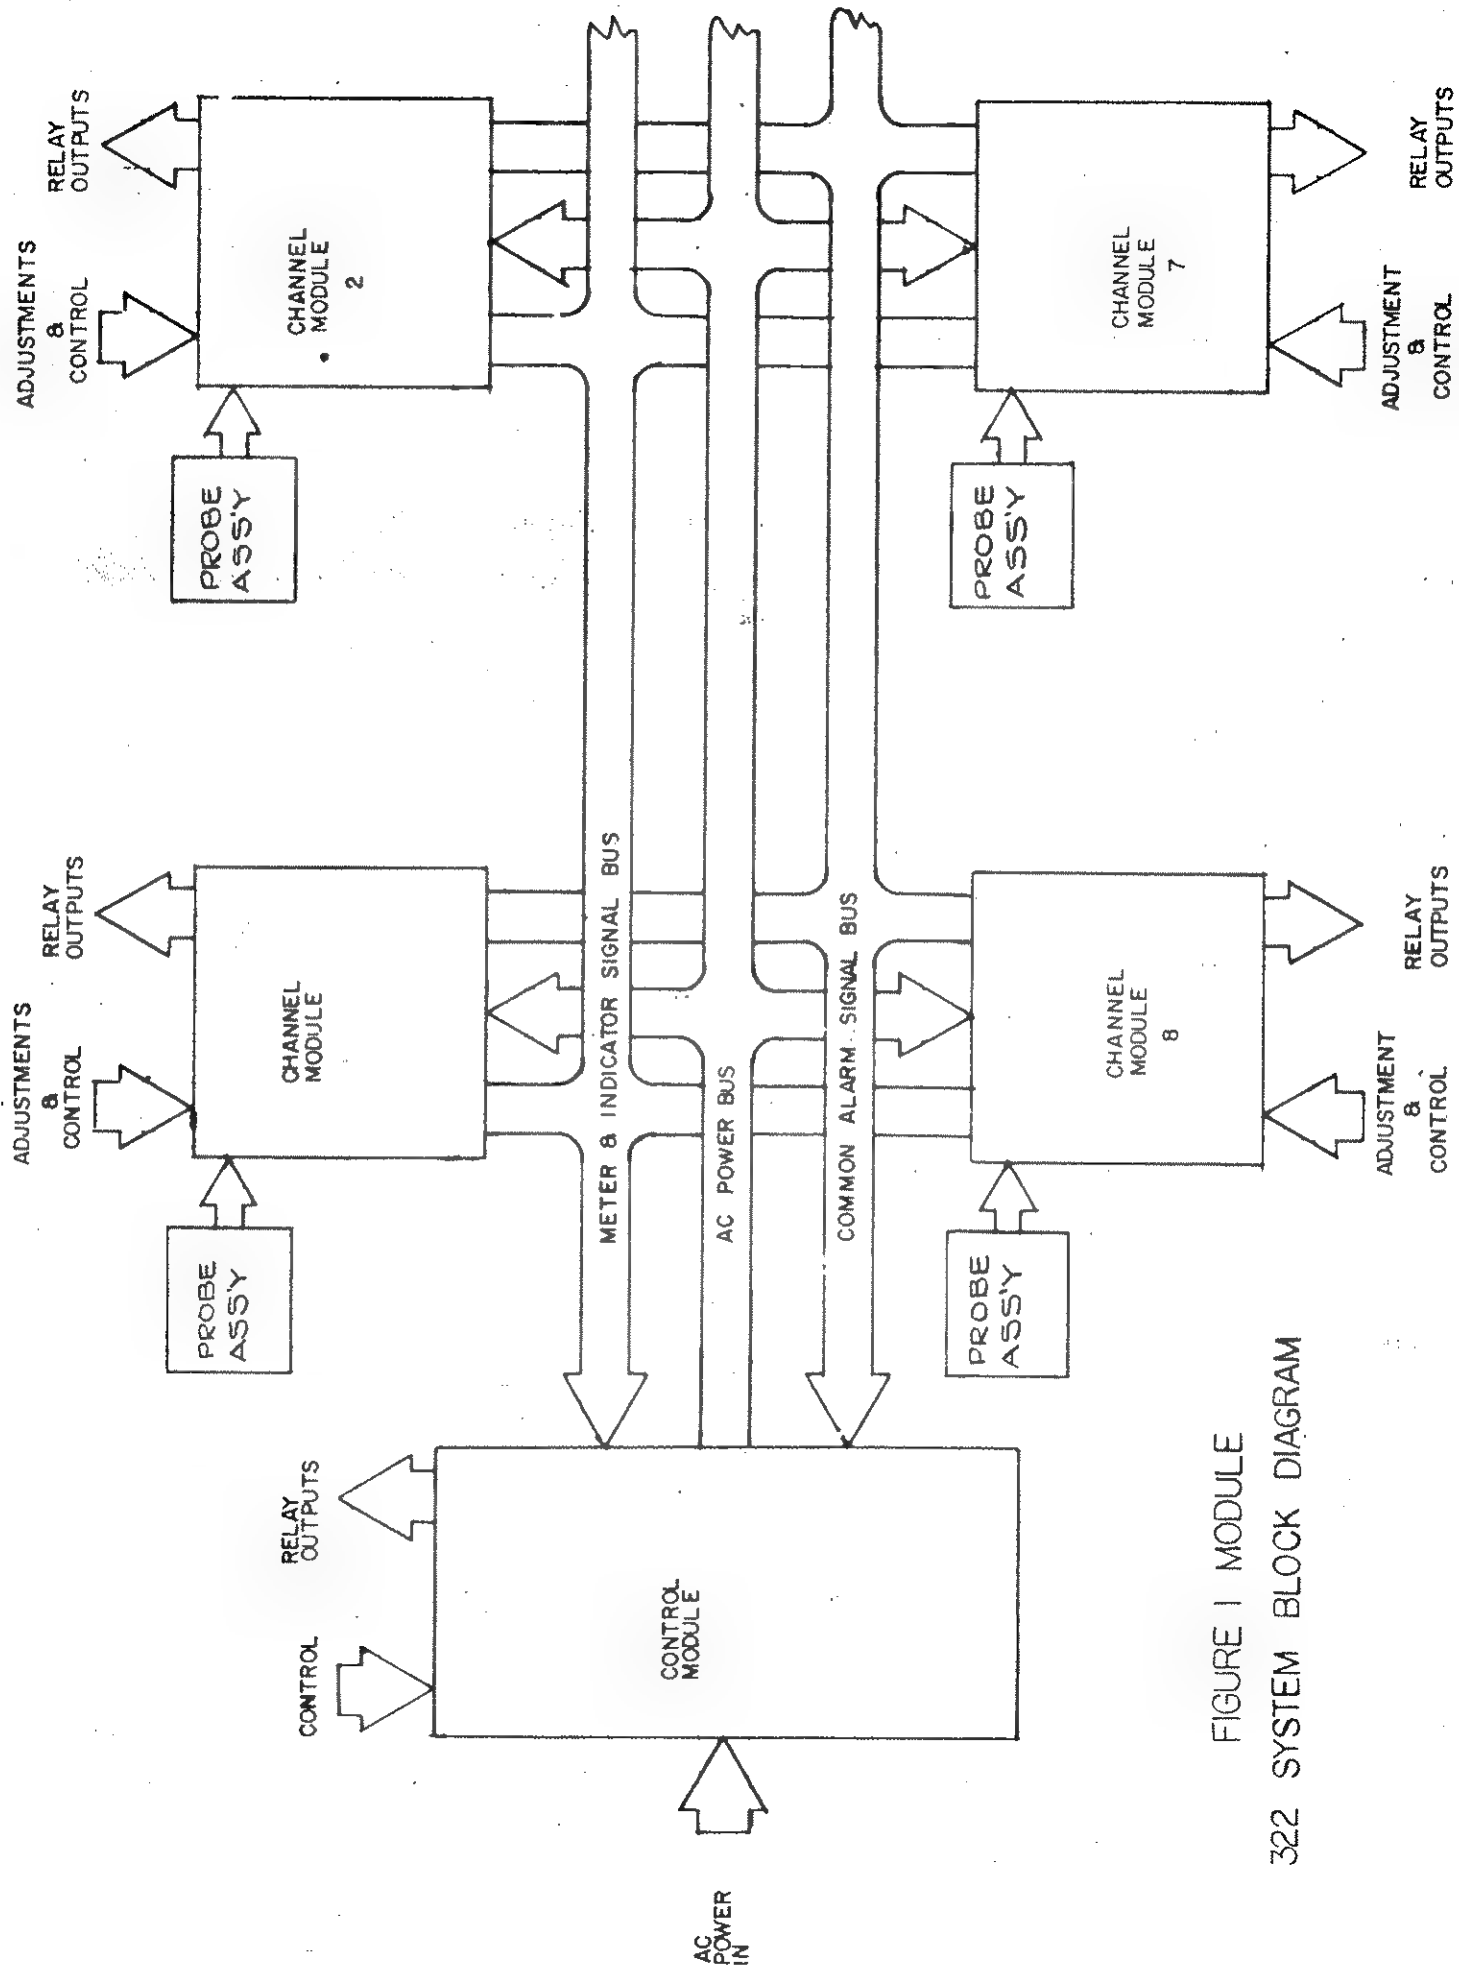 ADJUSTMENTS
&
CONTROL
RELAY
OUTPUTS
ADJUSTMENTS
&
CONTROL
RELAY
OUTPUTS
PROBE
ASS'Y
CHANNEL
MODULE
PROBE
ASS'Y
CHANNEL
MODULE
2
CONTROL
RELAY
OUTPUTS
METER & INDICATOR SIGNAL BUS
AC POWER BUS
COMMON ALARM SIGNAL BUS
AC
POWER
IN
CONTROL
MODULE
PROBE
ASS'Y
CHANNEL
MODULE
8
PROBE
ASS'Y
CHANNEL
MODULE
7
ADJUSTMENT
&
CONTROL
RELAY
OUTPUTS
ADJUSTMENT
&
CONTROL
RELAY
OUTPUTS
FIGURE 1 MODULE
322 SYSTEM BLOCK DIAGRAM